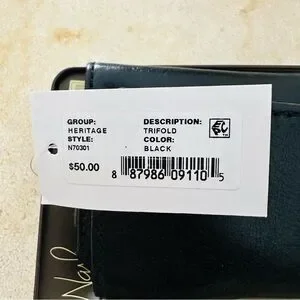 GROUP: DESCRIPTION:
HERITAGE TRIFOLD
STYLE: COLOR:
N70301 BLACK
$50.00
8 87986 09110 5